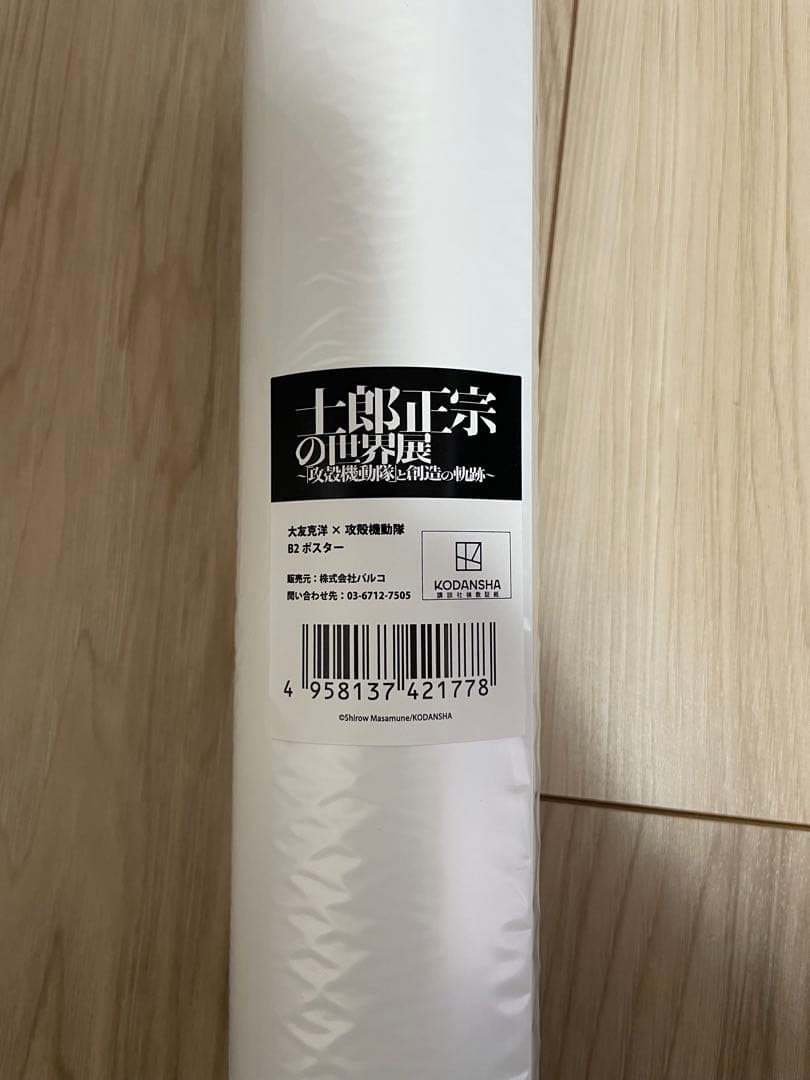 士郎正宗
の世界展
～「攻殻機動隊」と創造の軌跡～
大友克洋 × 攻殻機動隊
B2 ポスター
販売元：株式会社パルコ
問い合わせ先：03-6712-7505
KODANSHA
講談社検数証紙
4 958137 421778
©Shirow Masamune/KODANSHA